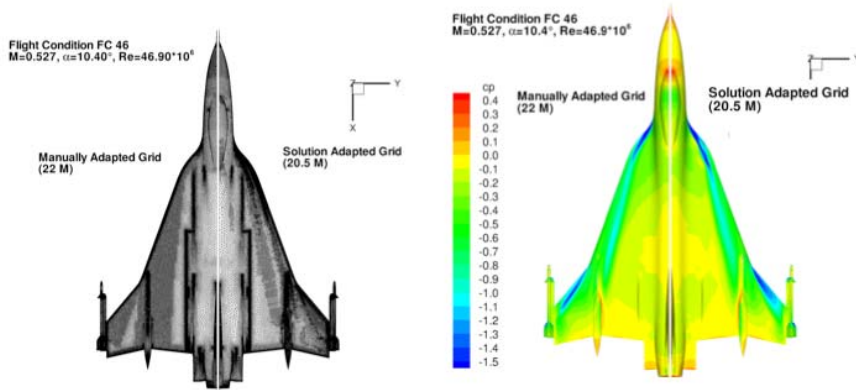 Flight Condition FC 46
M=0.527, α=10.40°, Re=46.90*10⁶
Z
Y
X
Manually Adapted Grid
(22 M)
Solution Adapted Grid
(20.5 M)
Flight Condition FC 46
M=0.527, α=10.4°, Re=46.9*10⁶
Z
Y
cp
0.4
0.3
0.2
0.1
0.0
-0.1
-0.2
-0.3
-0.4
-0.5
-0.6
-0.7
-0.8
-0.9
-1.0
-1.1
-1.2
-1.3
-1.4
-1.5
Manually Adapted Grid
(22 M)
Solution Adapted Grid
(20.5 M)